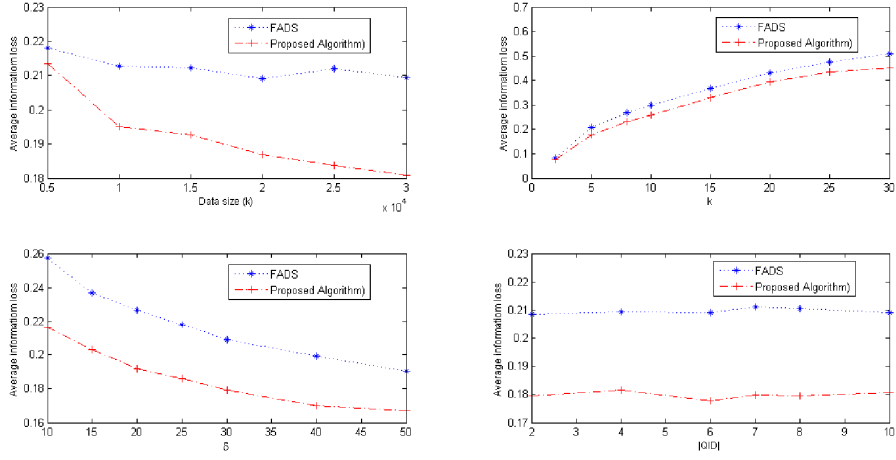 0.23
0.22
0.21
0.2
0.19
0.18
Average informatiom loss
FADS
Proposed Algorithm)
0.5 1 1.5 2 2.5 3
Data size (k)
x 10^4
0.7
0.6
0.5
0.4
0.3
0.2
0.1
0
Average informatiom loss
FADS
Proposed Algorithm)
0 5 10 15 20 25 30
k
0.26
0.24
0.22
0.2
0.18
0.16
Average informatiom loss
FADS
Proposed Algorithm)
10 15 20 25 30 35 40 45 50
0.23
0.22
0.21
0.2
0.19
0.18
0.17
Average informatiom loss
FADS
Proposed Algorithm)
2 3 4 5 6 7 8 9 10
|QID|